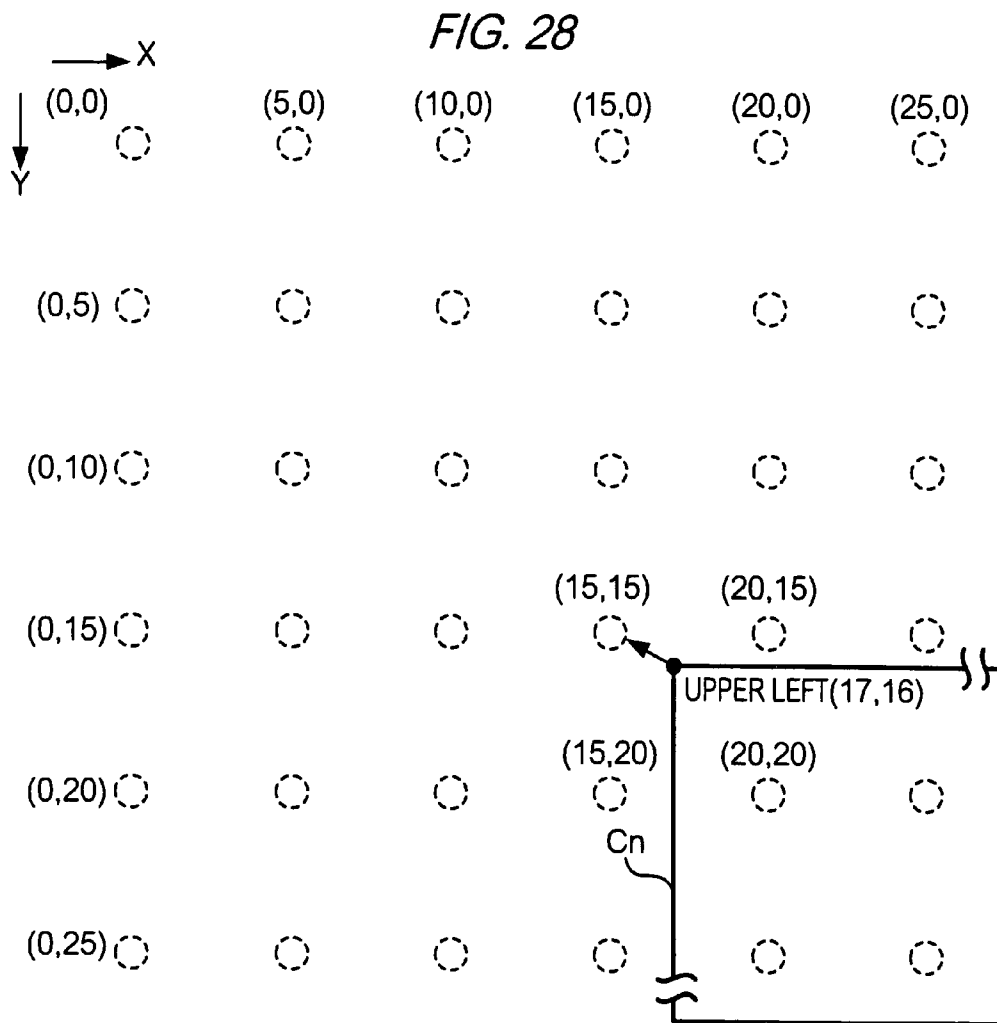 FIG. 28
X
Y
(0,0) (5,0) (10,0) (15,0) (20,0) (25,0)
(0,5)
(0,10)
(0,15) (15,15) (20,15)
UPPER LEFT(17,16)
(0,20) (15,20) (20,20)
Cn
(0,25)